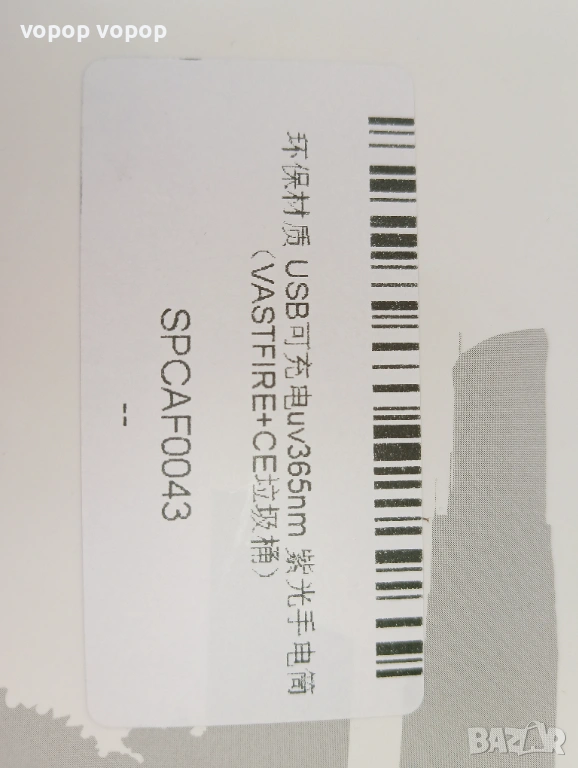 vopop vopop
环保材质 USB可充电uv365nm 紫光手电筒
（VASTFIRE+CE垃圾桶）
SPCAF0043
--
BAZAR